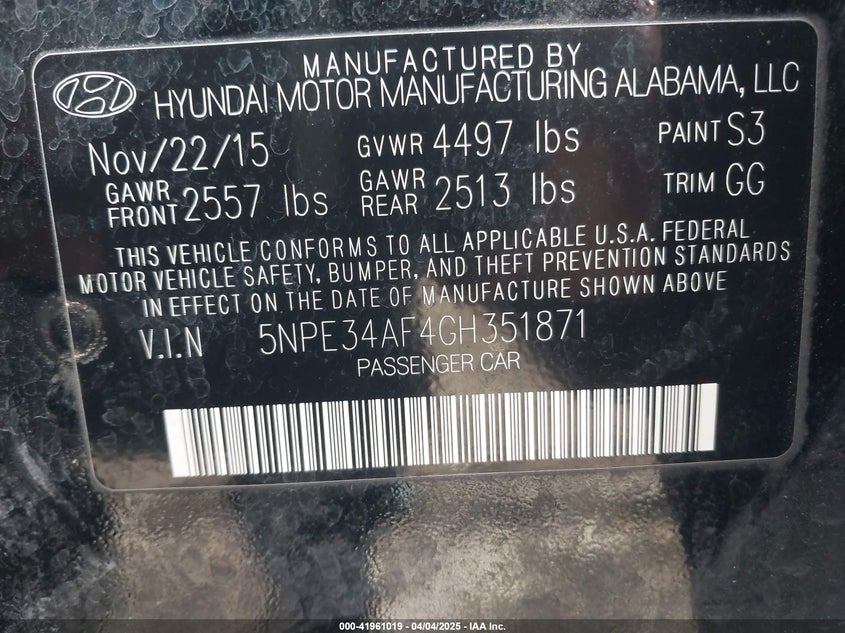 MANUFACTURED BY
HYUNDAI MOTOR MANUFACTURING ALABAMA, LLC
Nov/22/15 GVWR 4497 lbs PAINT S3
GAWR FRONT 2557 lbs GAWR REAR 2513 lbs TRIM GG
THIS VEHICLE CONFORMS TO ALL APPLICABLE U.S.A. FEDERAL
MOTOR VEHICLE SAFETY, BUMPER, AND THEFT PREVENTION STANDARDS
IN EFFECT ON THE DATE OF MANUFACTURE SHOWN ABOVE
V.I.N 5NPE34AF4GH351871
PASSENGER CAR
000-41961019 - 04/04/2025 - IAA Inc.